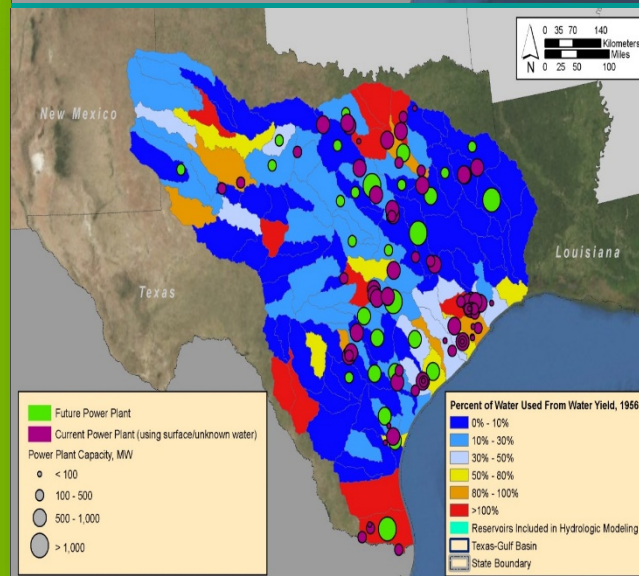 0 35 70 140
Kilometers
Miles
0 25 50 100
N
New Mexico
Texas
Louisiana
Future Power Plant
Current Power Plant (using surface/unknown water)
Power Plant Capacity, MW
< 100
100 - 500
500 - 1,000
> 1,000
Percent of Water Used From Water Yield, 1956
0% - 10%
10% - 30%
30% - 50%
50% - 80%
80% - 100%
>100%
Reservoirs Included in Hydrologic Modeling
Texas-Gulf Basin
State Boundary